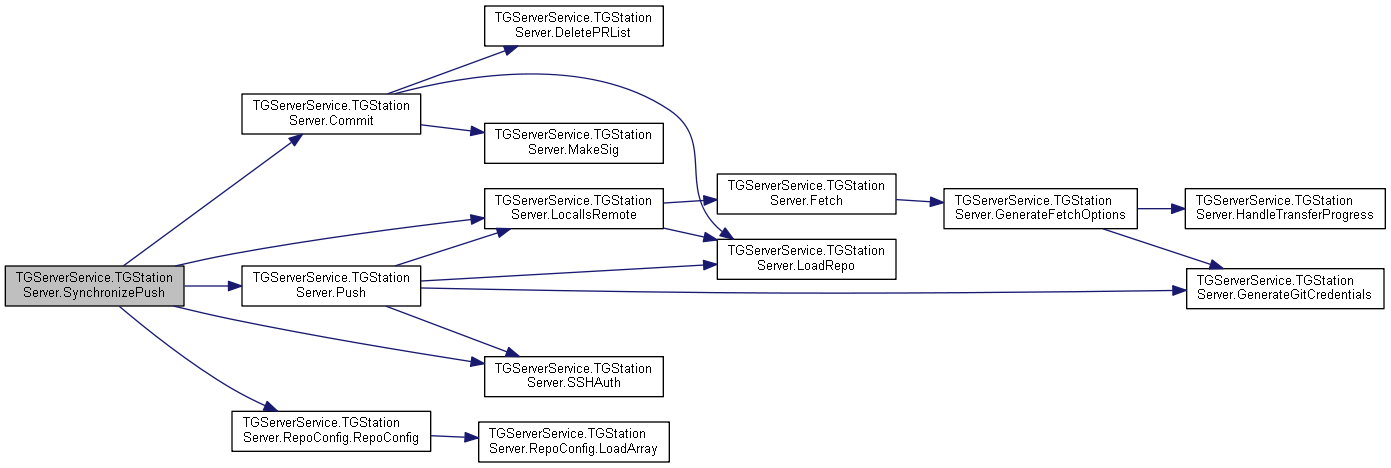 TGServerService.TGStation
Server.DeletePRList
TGServerService.TGStation
Server.Commit
TGServerService.TGStation
Server.MakeSig
TGServerService.TGStation
Server.Fetch
TGServerService.TGStation
Server.LocalIsRemote
TGServerService.TGStation
Server.GenerateFetchOptions
TGServerService.TGStation
Server.HandleTransferProgress
TGServerService.TGStation
Server.LoadRepo
TGServerService.TGStation
Server.SynchronizePush
TGServerService.TGStation
Server.Push
TGServerService.TGStation
Server.GenerateGitCredentials
TGServerService.TGStation
Server.SSHAuth
TGServerService.TGStation
Server.RepoConfig.RepoConfig
TGServerService.TGStation
Server.RepoConfig.LoadArray